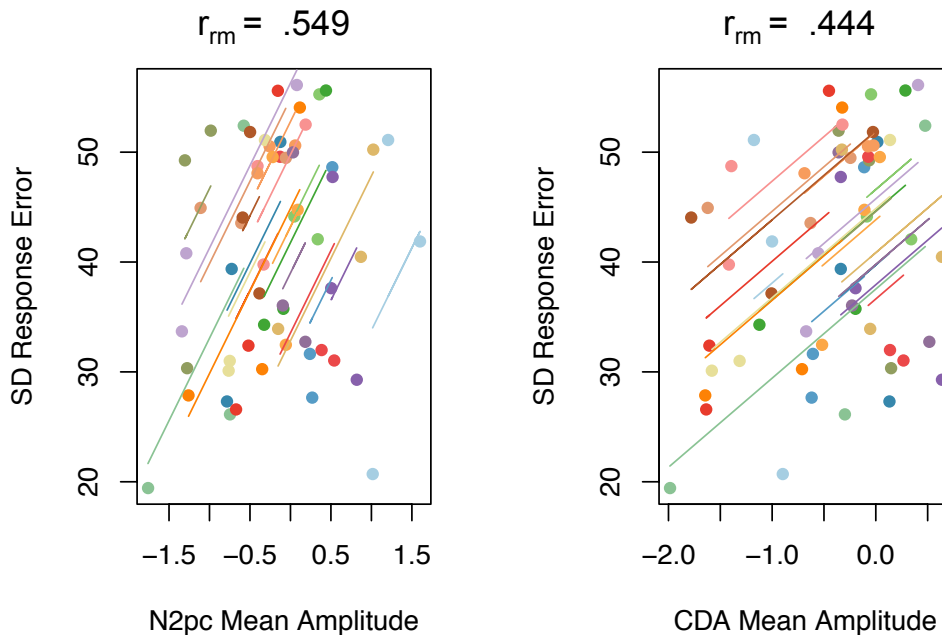 r_rm = .549
SD Response Error
50
40
30
20
−1.5
−0.5
0.5
1.5
N2pc Mean Amplitude
r_rm = .444
SD Response Error
50
40
30
20
−2.0
−1.0
0.0
CDA Mean Amplitude